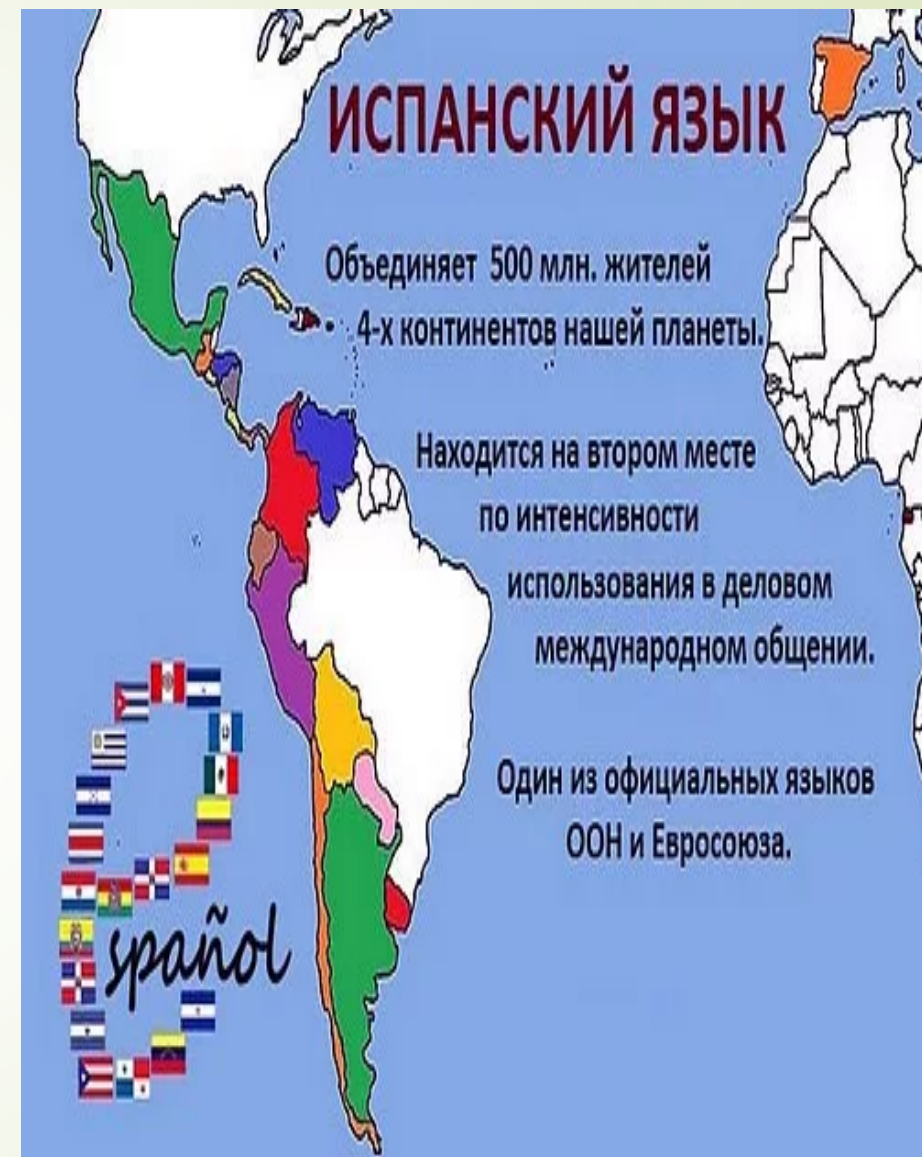 ИСПАНСКИЙ ЯЗЫК
Объединяет 500 млн. жителей
4-х континентов нашей планеты.
Находится на втором месте
по интенсивности
использования в деловом
международном общении.
Один из официальных языков
ООН и Евросоюза.
spañol